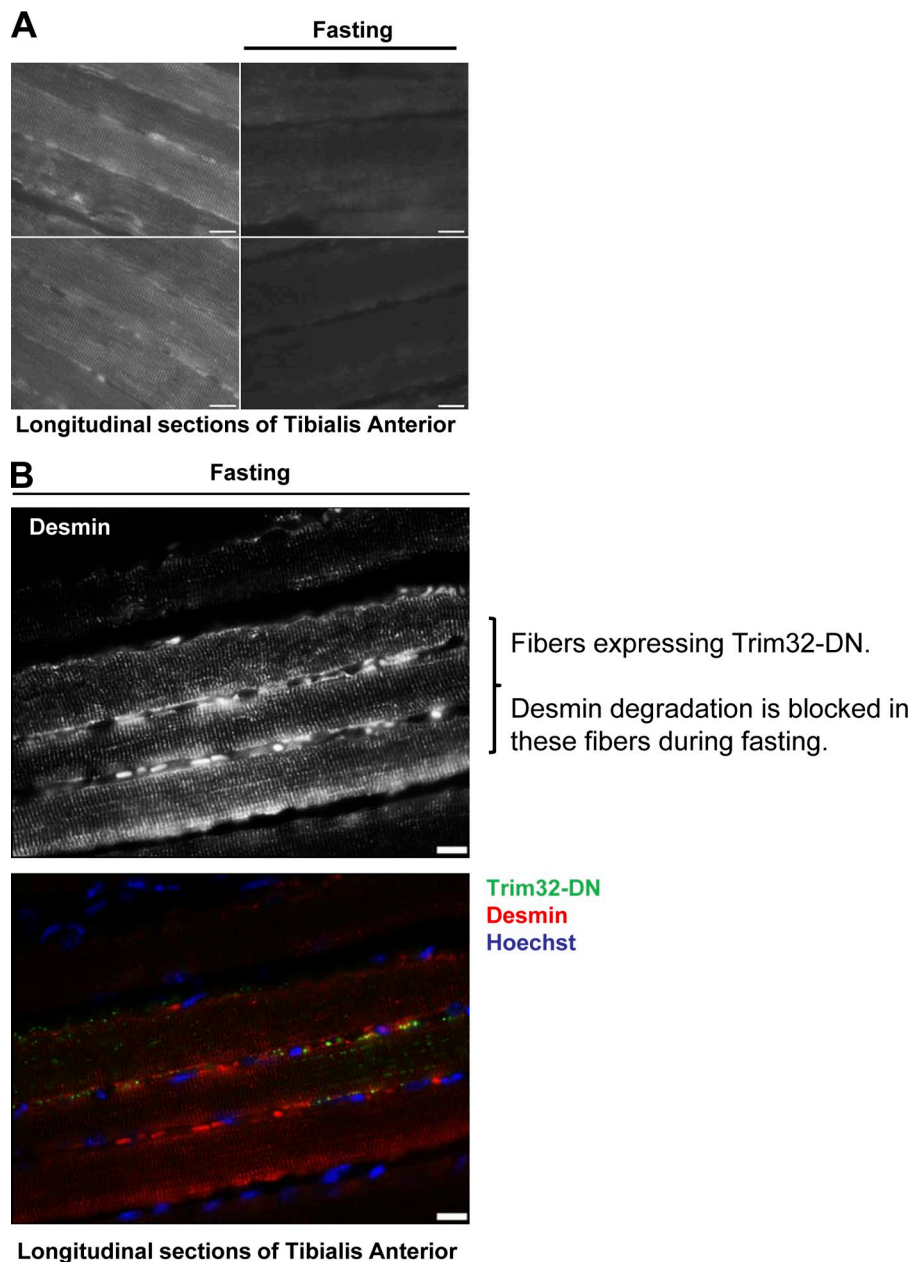 A
Fasting
Longitudinal sections of Tibialis Anterior
B
Fasting
Desmin
Fibers expressing Trim32-DN.
Desmin degradation is blocked in
these fibers during fasting.
Trim32-DN
Desmin
Hoechst
Longitudinal sections of Tibialis Anterior